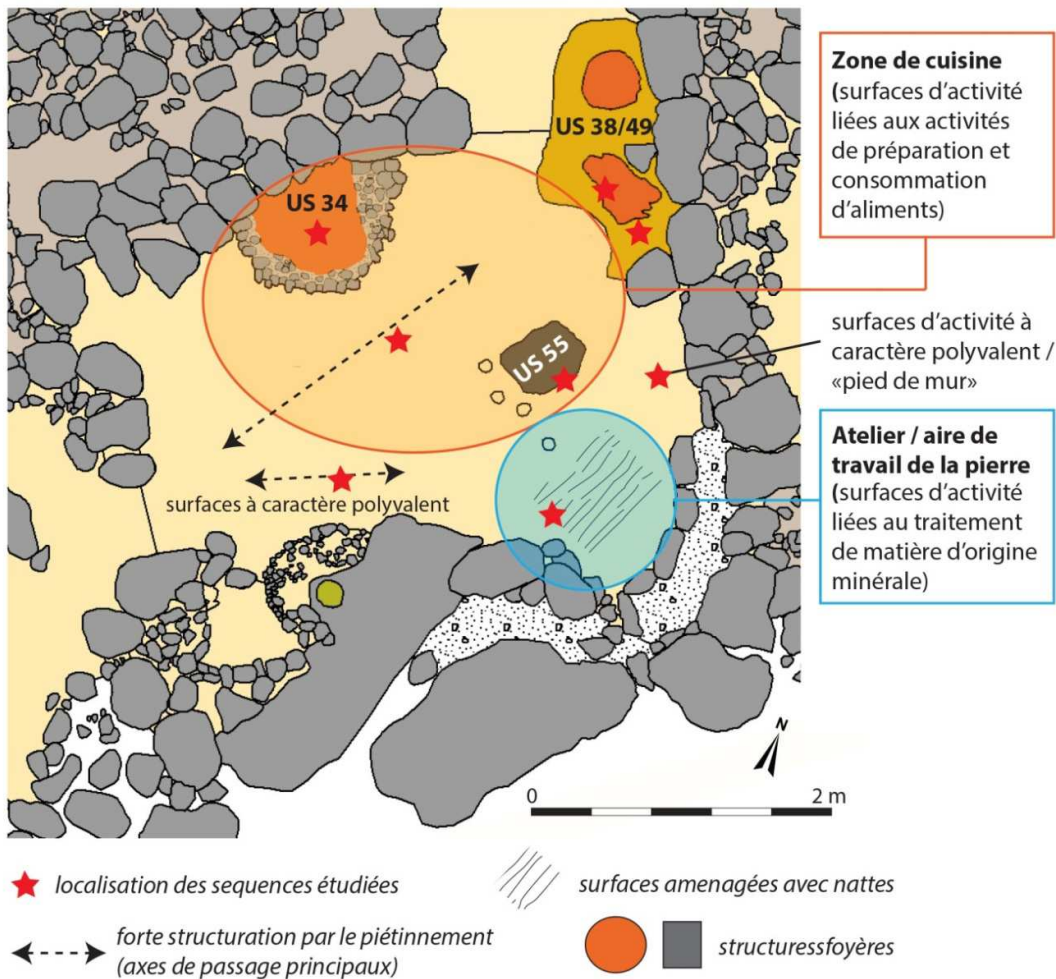 Zone de cuisine
(surfaces d'activité
liées aux activités
de préparation et
consommation
d'aliments)
US 38/49
US 34
surfaces d'activité à
caractère polyvalent /
«pied de mur»
US 55
Atelier / aire de
travail de la pierre
(surfaces d'activité
liées au traitement
de matière d'origine
minérale)
surfaces à caractère polyvalent
N
0 2 m
localisation des sequences étudiées
surfaces amenagées avec nattes
forte structuration par le piétinnement
(axes de passage principaux)
structuressfoyères